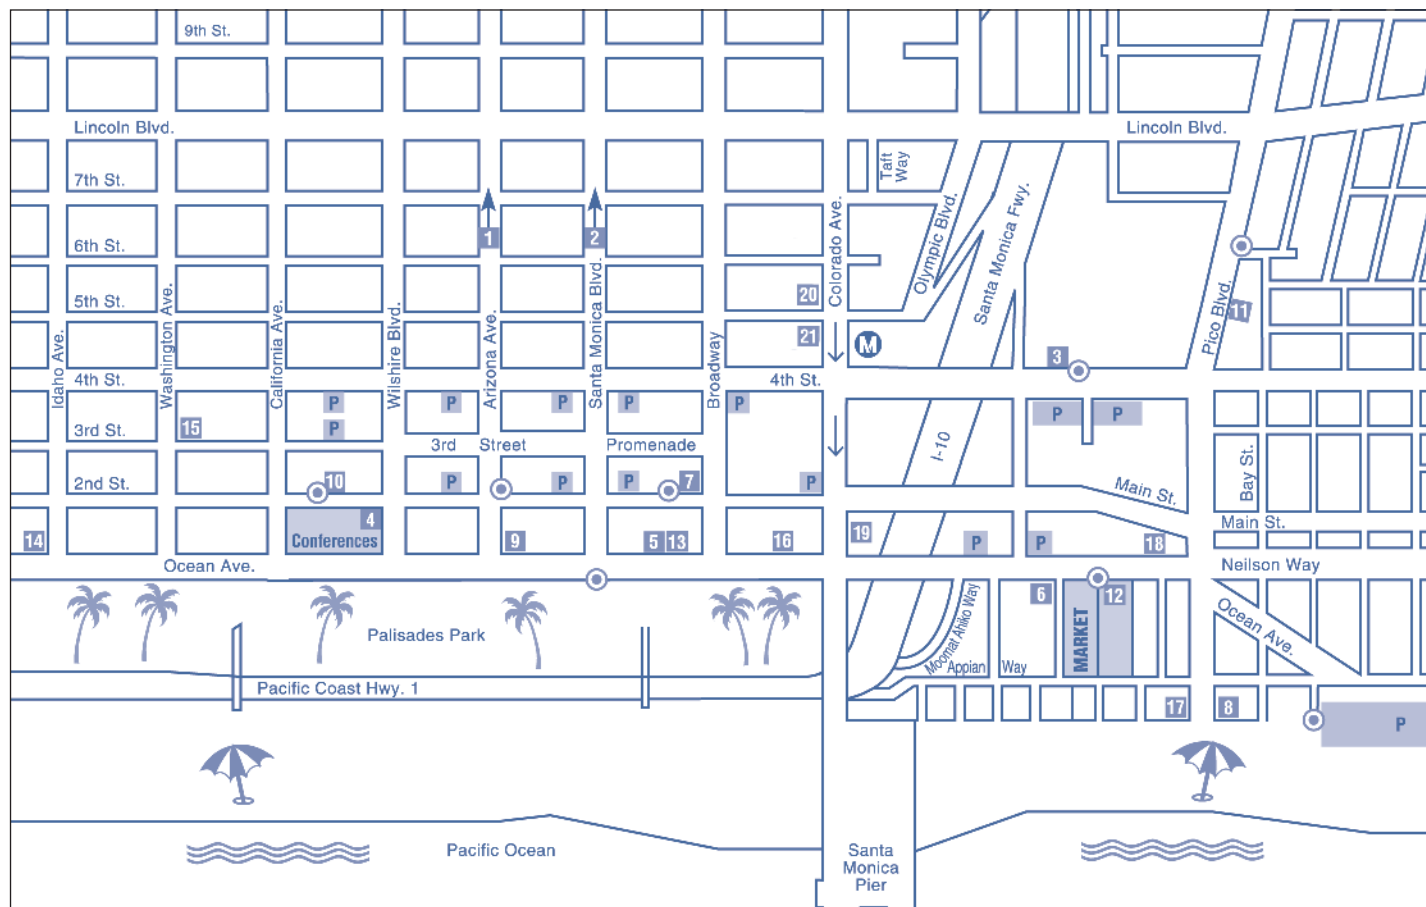 9th St.
Lincoln Blvd.
Lincoln Blvd.
7th St.
Taft
Way
6th St.
1
2
Colorado Ave.
Olympic Blvd.
Santa Monica Fwy.
5th St.
20
11
Idaho Ave.
Washington Ave.
California Ave.
Wilshire Blvd.
Arizona Ave.
Santa Monica Blvd.
Broadway
21
M
3
Pico Blvd.
4th St.
4th St.
P
P
P
P
P
P
P
3rd St.
15
P
3rd Street Promenade
I-10
Bay St.
2nd St.
10
P
P
P
7
P
Main St.
14
4
Conferences
9
5
13
16
19
P
P
18
Main St.
Ocean Ave.
Neilson Way
6
12
MARKET
Moomat Ahiko Way
Appian Way
Ocean Ave.
Palisades Park
Pacific Coast Hwy. 1
17
8
P
Pacific Ocean
Santa
Monica
Pier